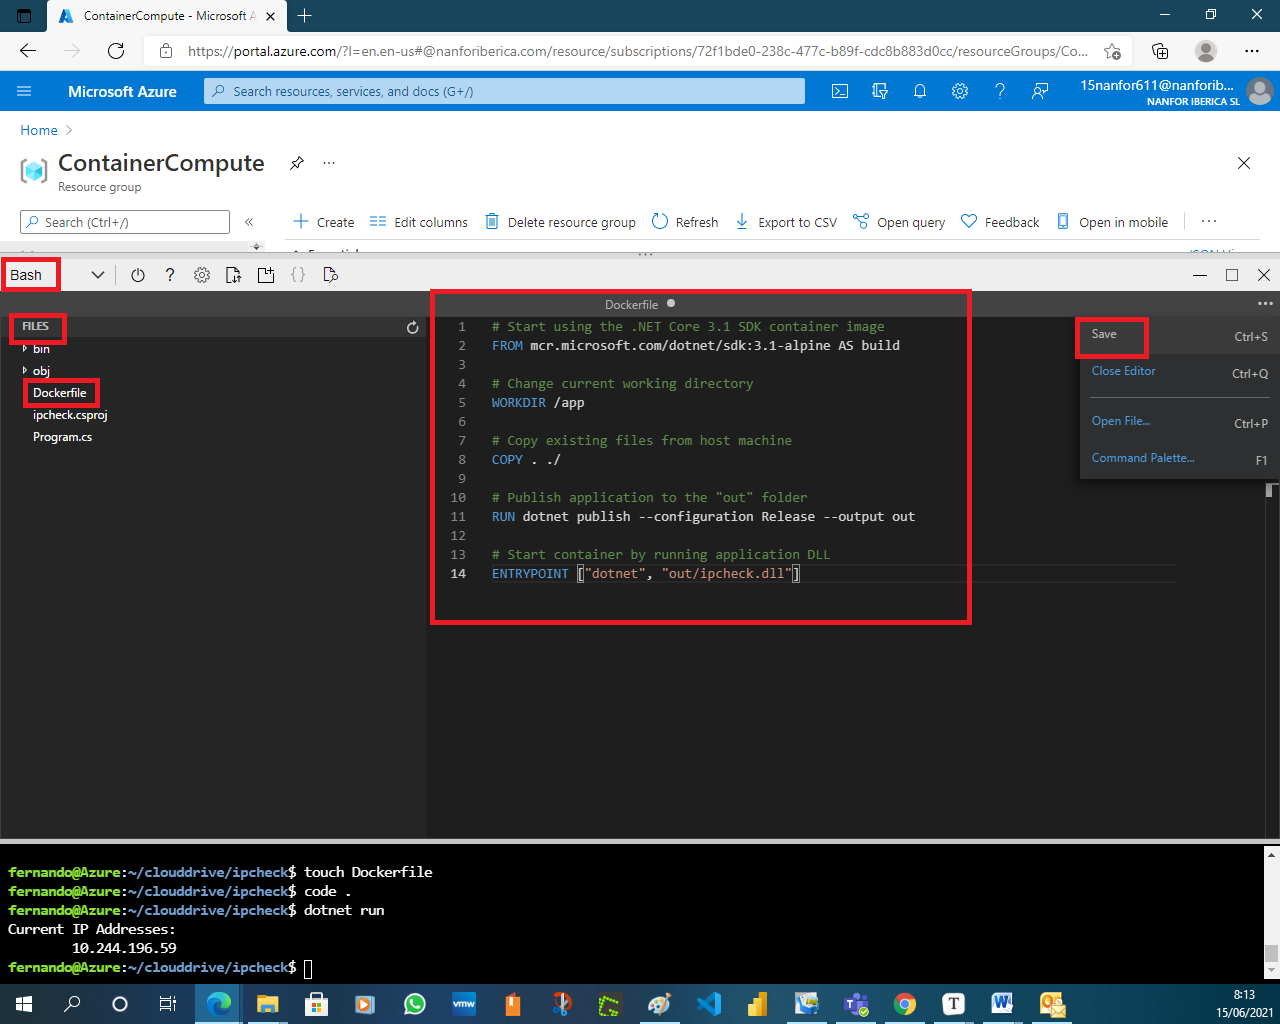 ContainerCompute - Microsoft A
https://portal.azure.com/?l=en.en-us#@nanforiberica.com/resource/subscriptions/72f1bde0-238c-477c-b89f-cdc8b883d0cc/resourceGroups/Co...
Microsoft Azure
Search resources, services, and docs (G+/)
15nanfor611@nanforib...
NANFOR IBERICA SL
Home
ContainerCompute
Resource group
Search (Ctrl+/)
Create
Edit columns
Delete resource group
Refresh
Export to CSV
Open query
Feedback
Open in mobile
Bash
FILES
bin
obj
Dockerfile
ipcheck.csproj
Program.cs
Dockerfile
1 # Start using the .NET Core 3.1 SDK container image
2 FROM mcr.microsoft.com/dotnet/sdk:3.1-alpine AS build
3
4 # Change current working directory
5 WORKDIR /app
6
7 # Copy existing files from host machine
8 COPY . ./
9
10 # Publish application to the "out" folder
11 RUN dotnet publish --configuration Release --output out
12
13 # Start container by running application DLL
14 ENTRYPOINT ["dotnet", "out/ipcheck.dll"]
Save Ctrl+S
Close Editor Ctrl+Q
Open File... Ctrl+P
Command Palette... F1
fernando@Azure:~/clouddrive/ipcheck$ touch Dockerfile
fernando@Azure:~/clouddrive/ipcheck$ code .
fernando@Azure:~/clouddrive/ipcheck$ dotnet run
Current IP Addresses:
10.244.196.59
fernando@Azure:~/clouddrive/ipcheck$
vmw
8:13
15/06/2021